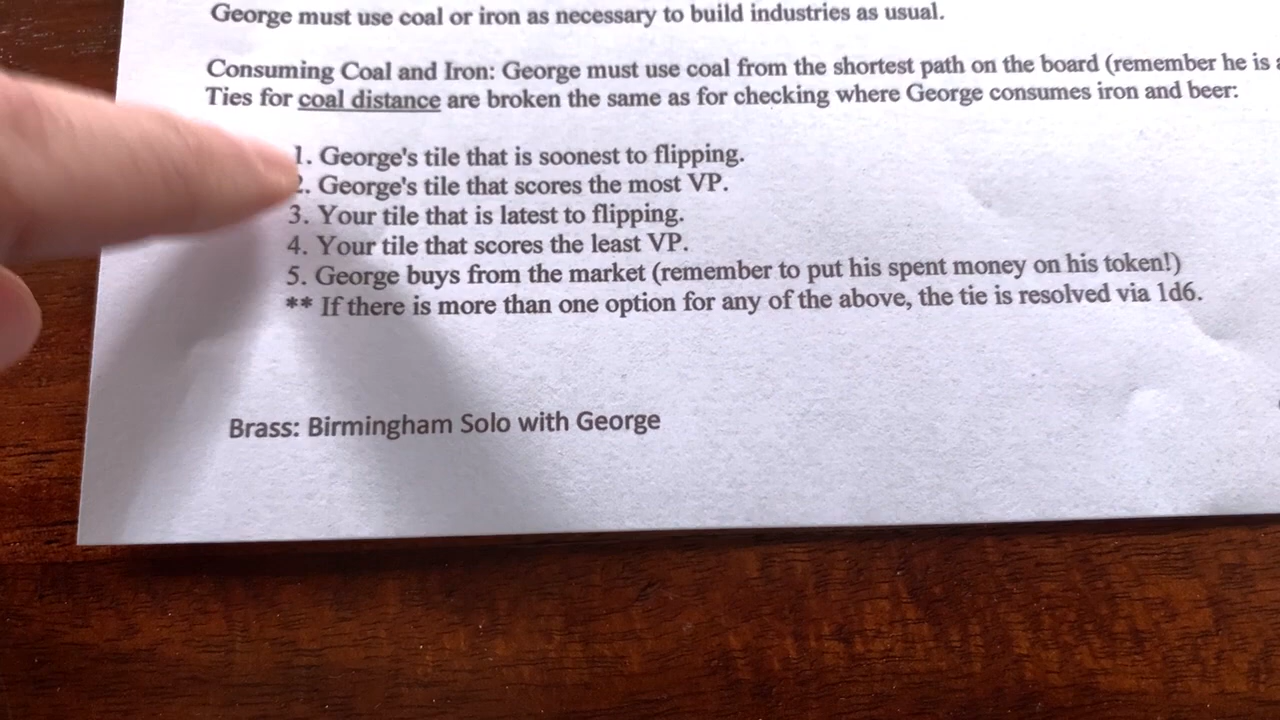 George must use coal or iron as necessary to build industries as usual.
Consuming Coal and Iron: George must use coal from the shortest path on the board (remember he is
Ties for coal distance are broken the same as for checking where George consumes iron and beer:
1. George's tile that is soonest to flipping.
2. George's tile that scores the most VP.
3. Your tile that is latest to flipping.
4. Your tile that scores the least VP.
5. George buys from the market (remember to put his spent money on his token!)
** If there is more than one option for any of the above, the tie is resolved via 1d6.
Brass: Birmingham Solo with George